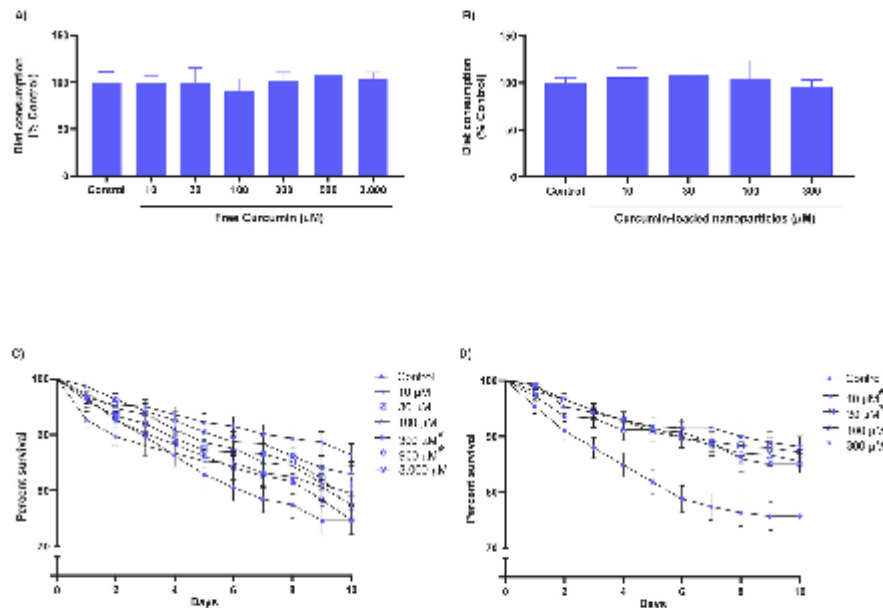 A)
150
100
50
0
Diet consumption
(% Control)
Control 10 30 100 300 900 3.000
Free Curcumin (µM)
B)
150
100
50
0
Diet consumption
(% Control)
Control 10 30 100 300
Curcumin-loaded nanoparticles (µM)
C)
100
90
80
70
Percent survival
0 2 4 6 8 10
Days
Control
10 µM
30 µM
100 µM
300 µM*
900 µM*
3.000 µM
D)
100
90
80
70
Percent survival
0 2 4 6 8 10
Days
Control
10 µM*
30 µM*
100 µM
300 µM